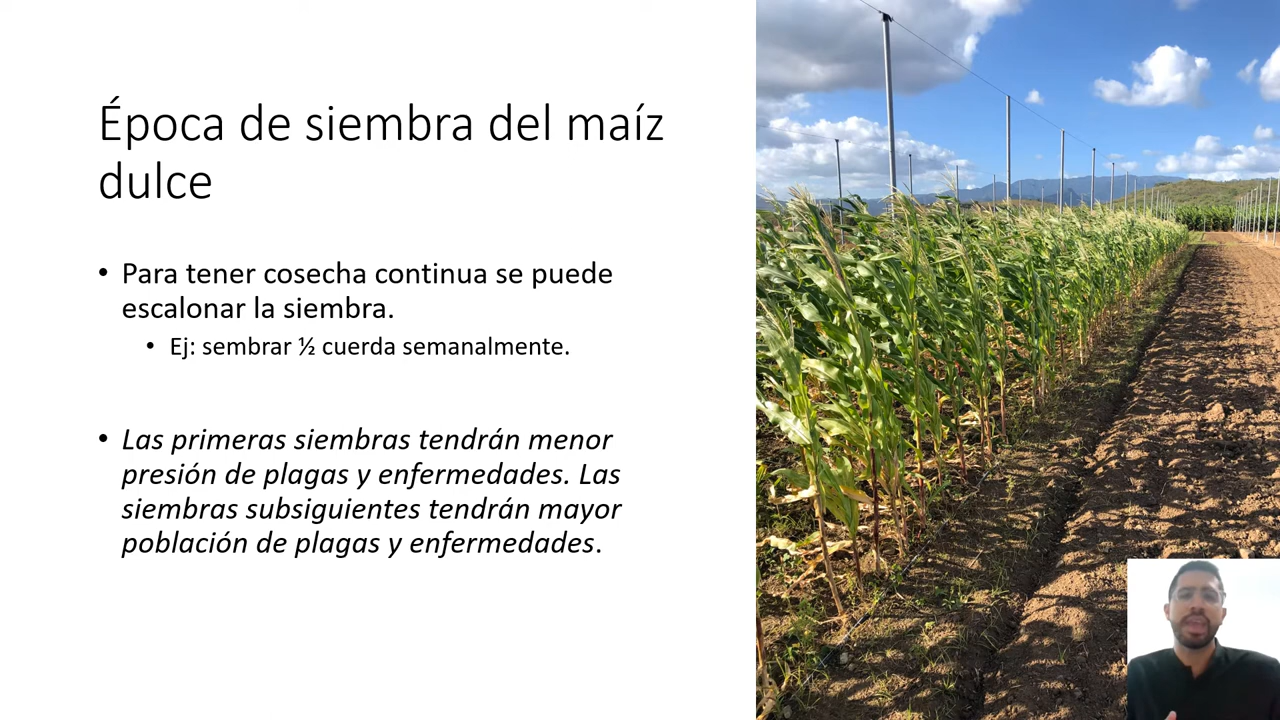 Época de siembra del maíz
dulce
• Para tener cosecha continua se puede
escalonar la siembra.
• Ej: sembrar ½ cuerda semanalmente.
• Las primeras siembras tendrán menor
presión de plagas y enfermedades. Las
siembras subsiguientes tendrán mayor
población de plagas y enfermedades.